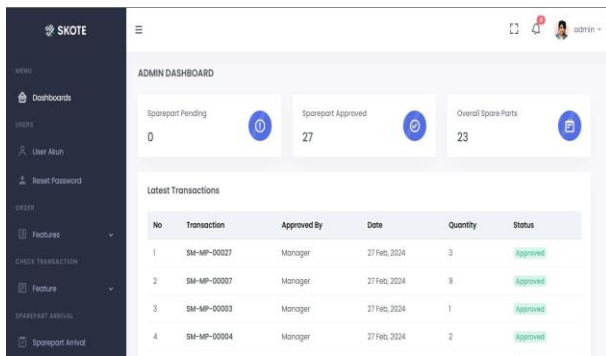 SKOTE
MENU
Dashboards
USERS
User Akun
Reset Password
ORDER
Features
CHECK TRANSACTION
Feature
SPAREPART ARRIVAL
Sparepart Arrival
0
admin
ADMIN DASHBOARD
Sparepart Pending
0
Sparepart Approved
27
Overall Spare Parts
23
Latest Transactions
No Transaction Approved By Date Quantity Status
1 SM-MP-00027 Manager 27 Feb, 2024 3 Approved
2 SM-MP-00007 Manager 27 Feb, 2024 9 Approved
3 SM-MP-00003 Manager 27 Feb, 2024 1 Approved
4 SM-MP-00004 Manager 27 Feb, 2024 2 Approved